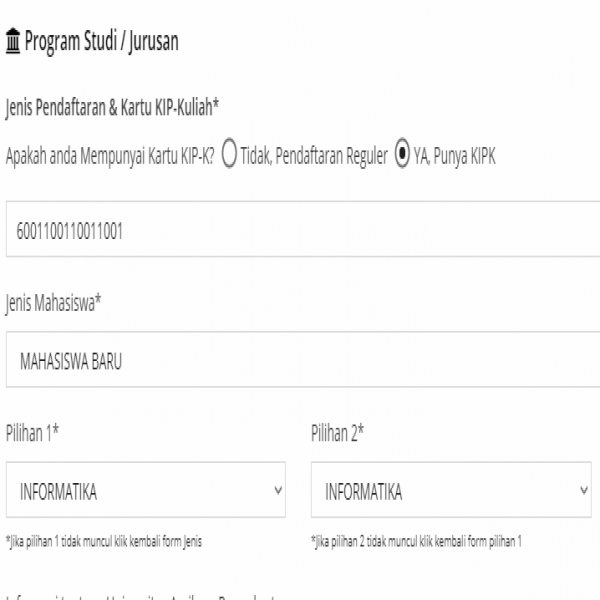 Program Studi / Jurusan
Jenis Pendaftaran & Kartu KIP-Kuliah*
Apakah anda Mempunyai Kartu KIP-K? Tidak, Pendaftaran Reguler YA, Punya KIPK
6001100110011001
Jenis Mahasiswa*
MAHASISWA BARU
Pilihan 1* Pilihan 2*
INFORMATIKA INFORMATIKA
*Jika pilihan 1 tidak muncul klik kembali form Jenis *Jika pilihan 2 tidak muncul klik kembali form pilihan 1